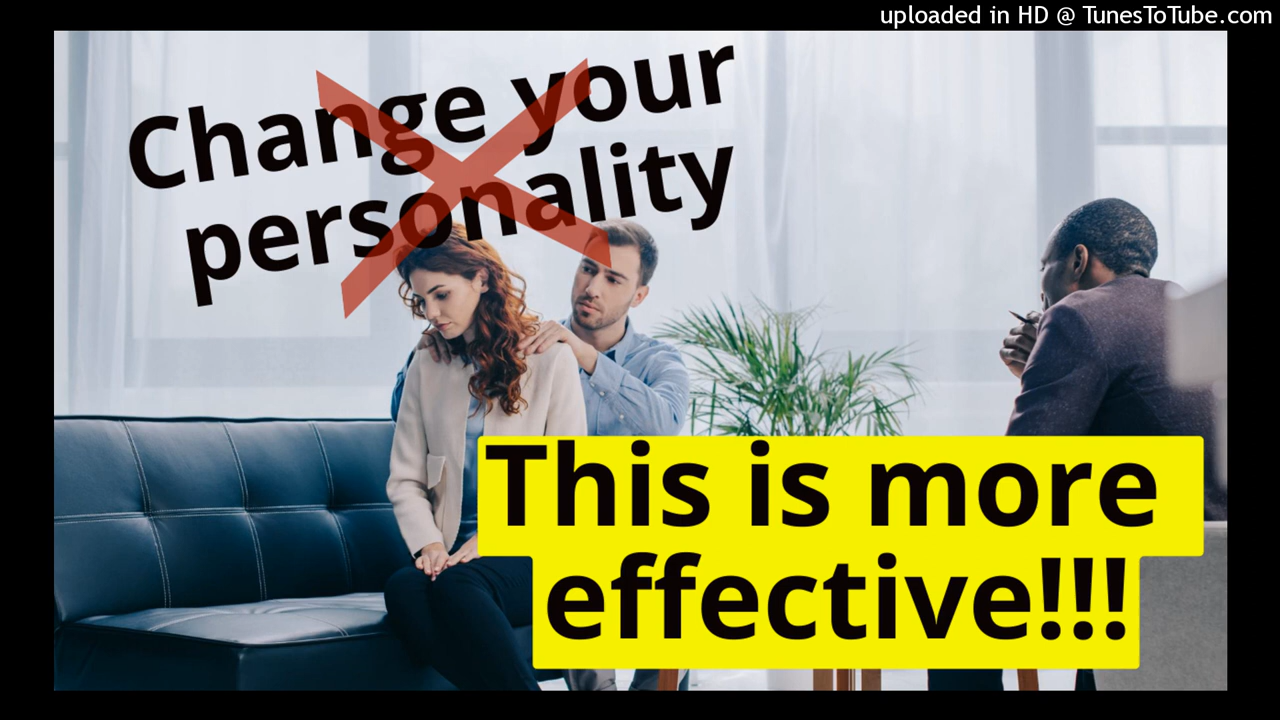 uploaded in HD @ TunesToTube.com
Change your
personality
This is more
effective!!!